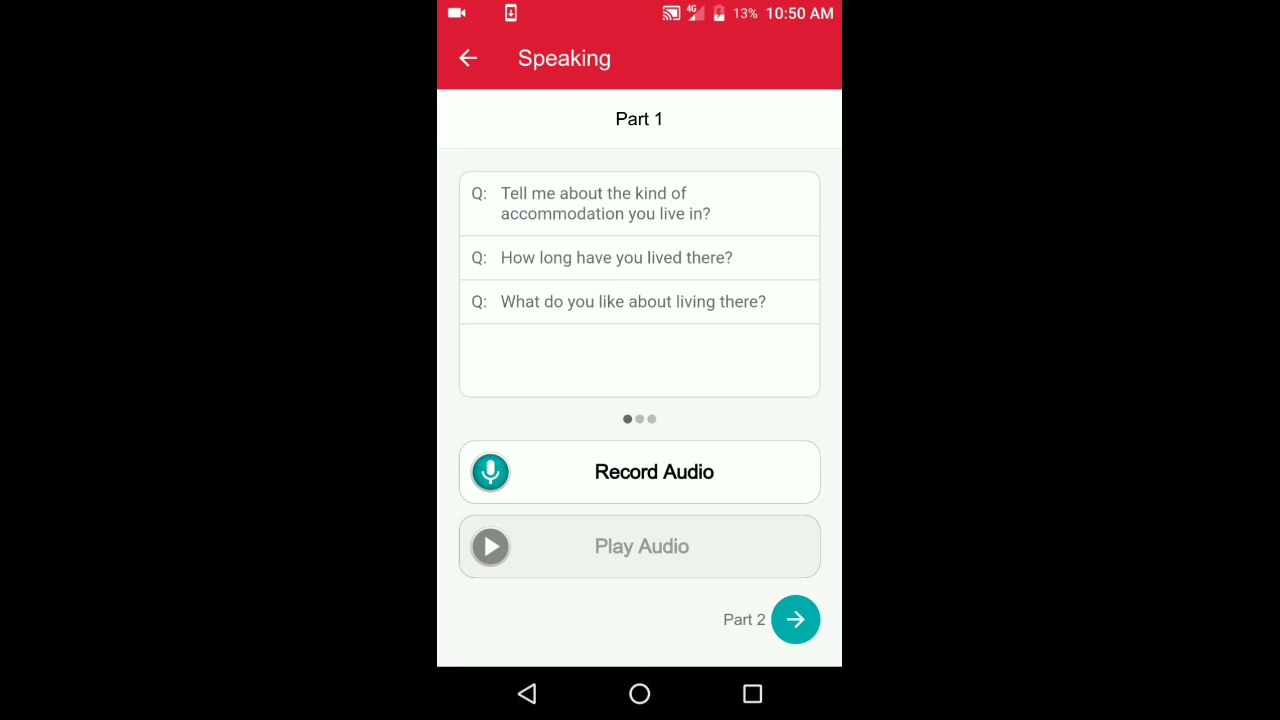 4G 13% 10:50 AM
Speaking
Part 1
Q: Tell me about the kind of
accommodation you live in?
Q: How long have you lived there?
Q: What do you like about living there?
Record Audio
Play Audio
Part 2